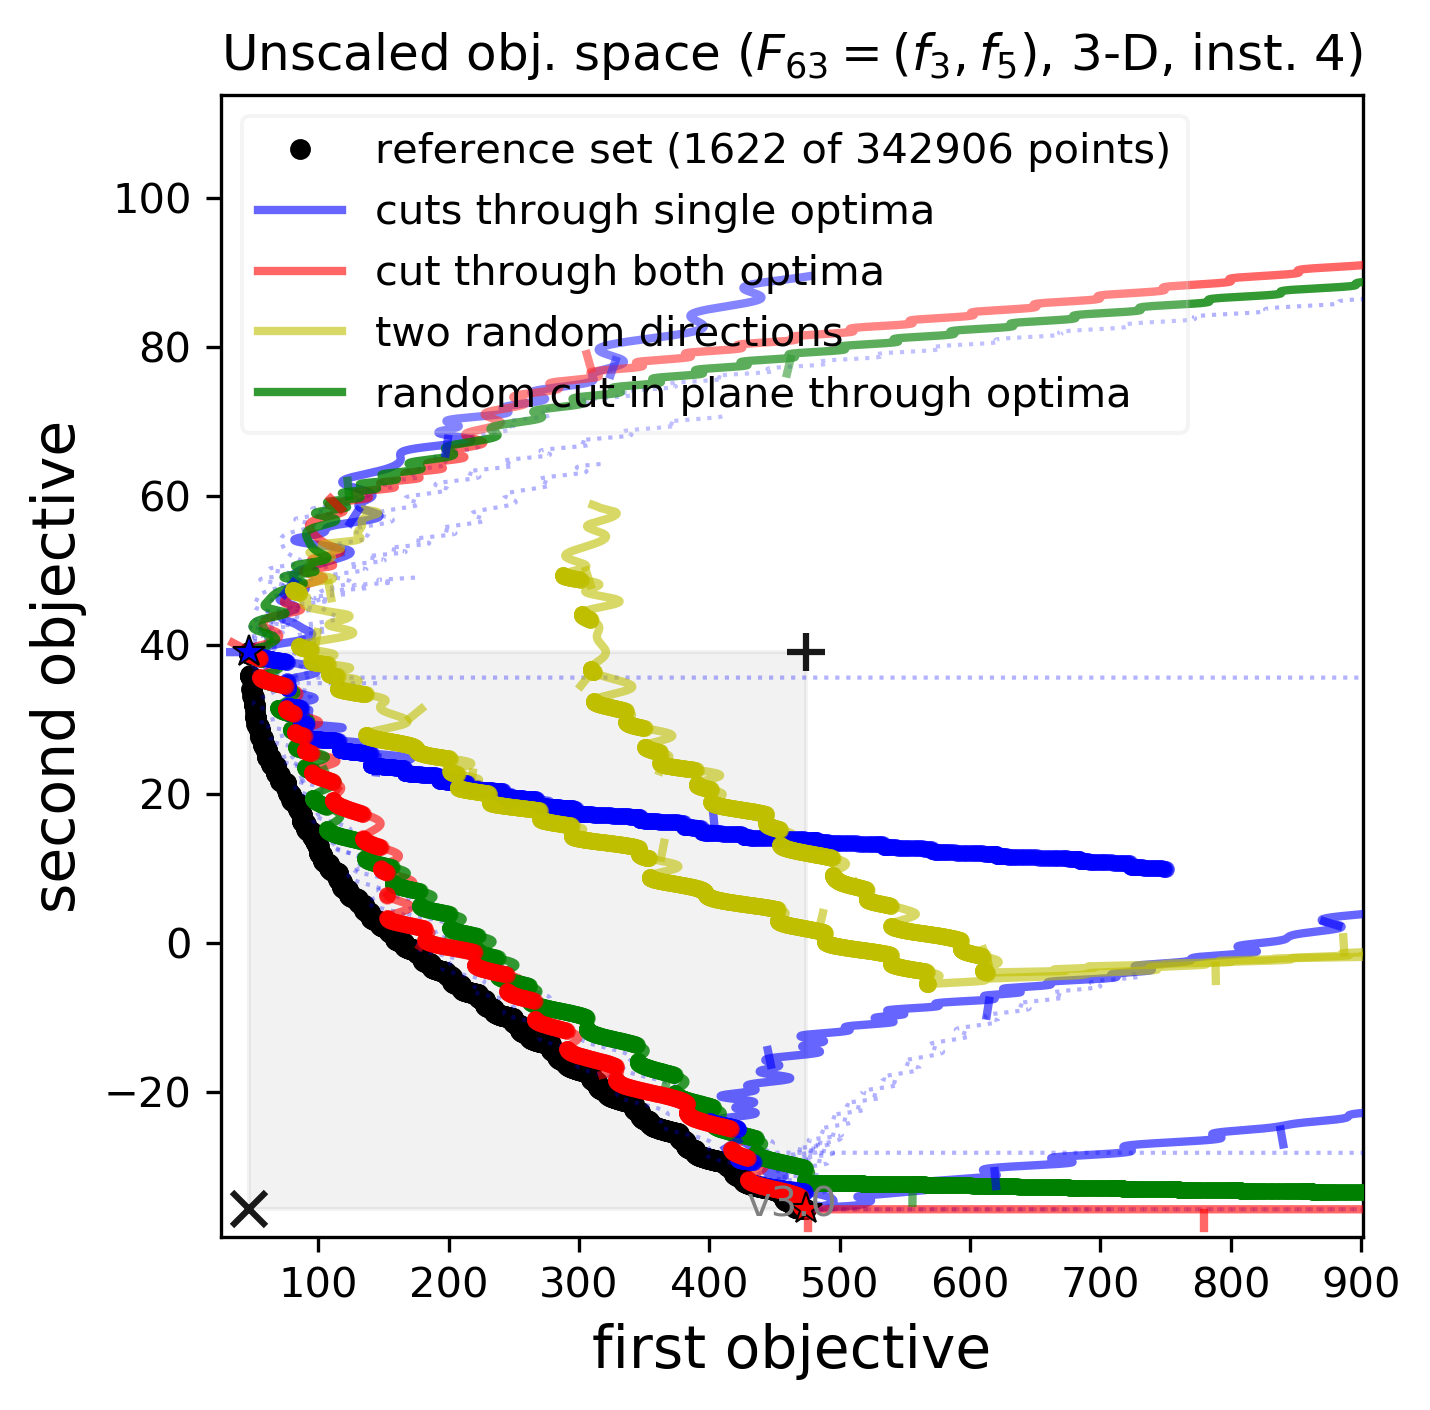 Unscaled obj. space (F₆₃ = (f₃, f₅), 3-D, inst. 4)
reference set (1622 of 342906 points)
cuts through single optima
cut through both optima
two random directions
random cut in plane through optima
second objective
100
80
60
40
20
0
−20
v3.0
100 200 300 400 500 600 700 800 900
first objective